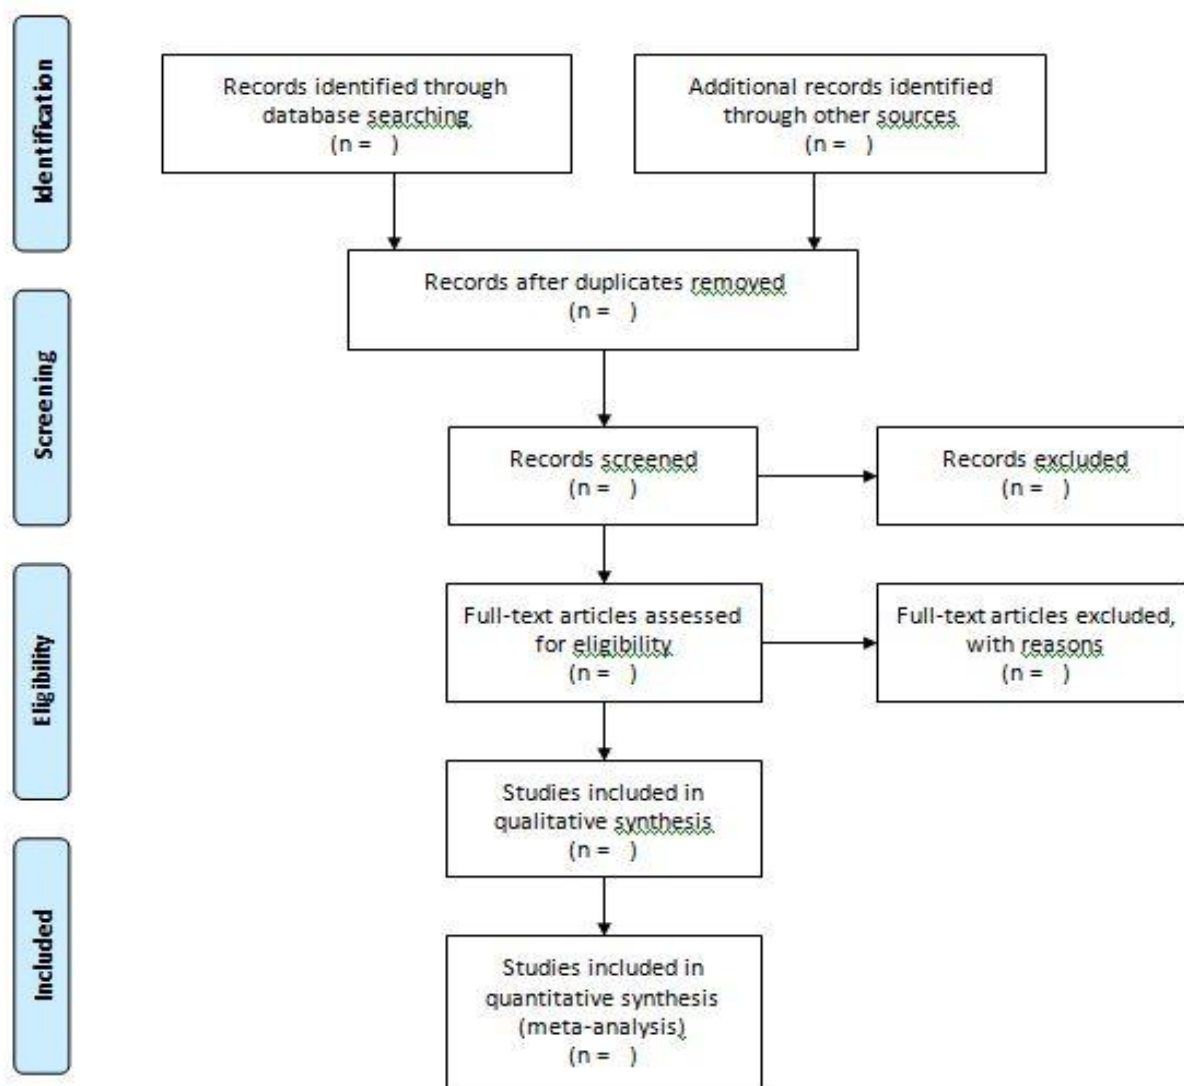 Identification
Records identified through
database searching
(n =   )
Additional records identified
through other sources
(n =   )
Records after duplicates removed
(n =   )
Screening
Records screened
(n =   )
Records excluded
(n =   )
Eligibility
Full-text articles assessed
for eligibility
(n =   )
Full-text articles excluded,
with reasons
(n =   )
Studies included in
qualitative synthesis
(n =   )
Included
Studies included in
quantitative synthesis
(meta-analysis)
(n =   )